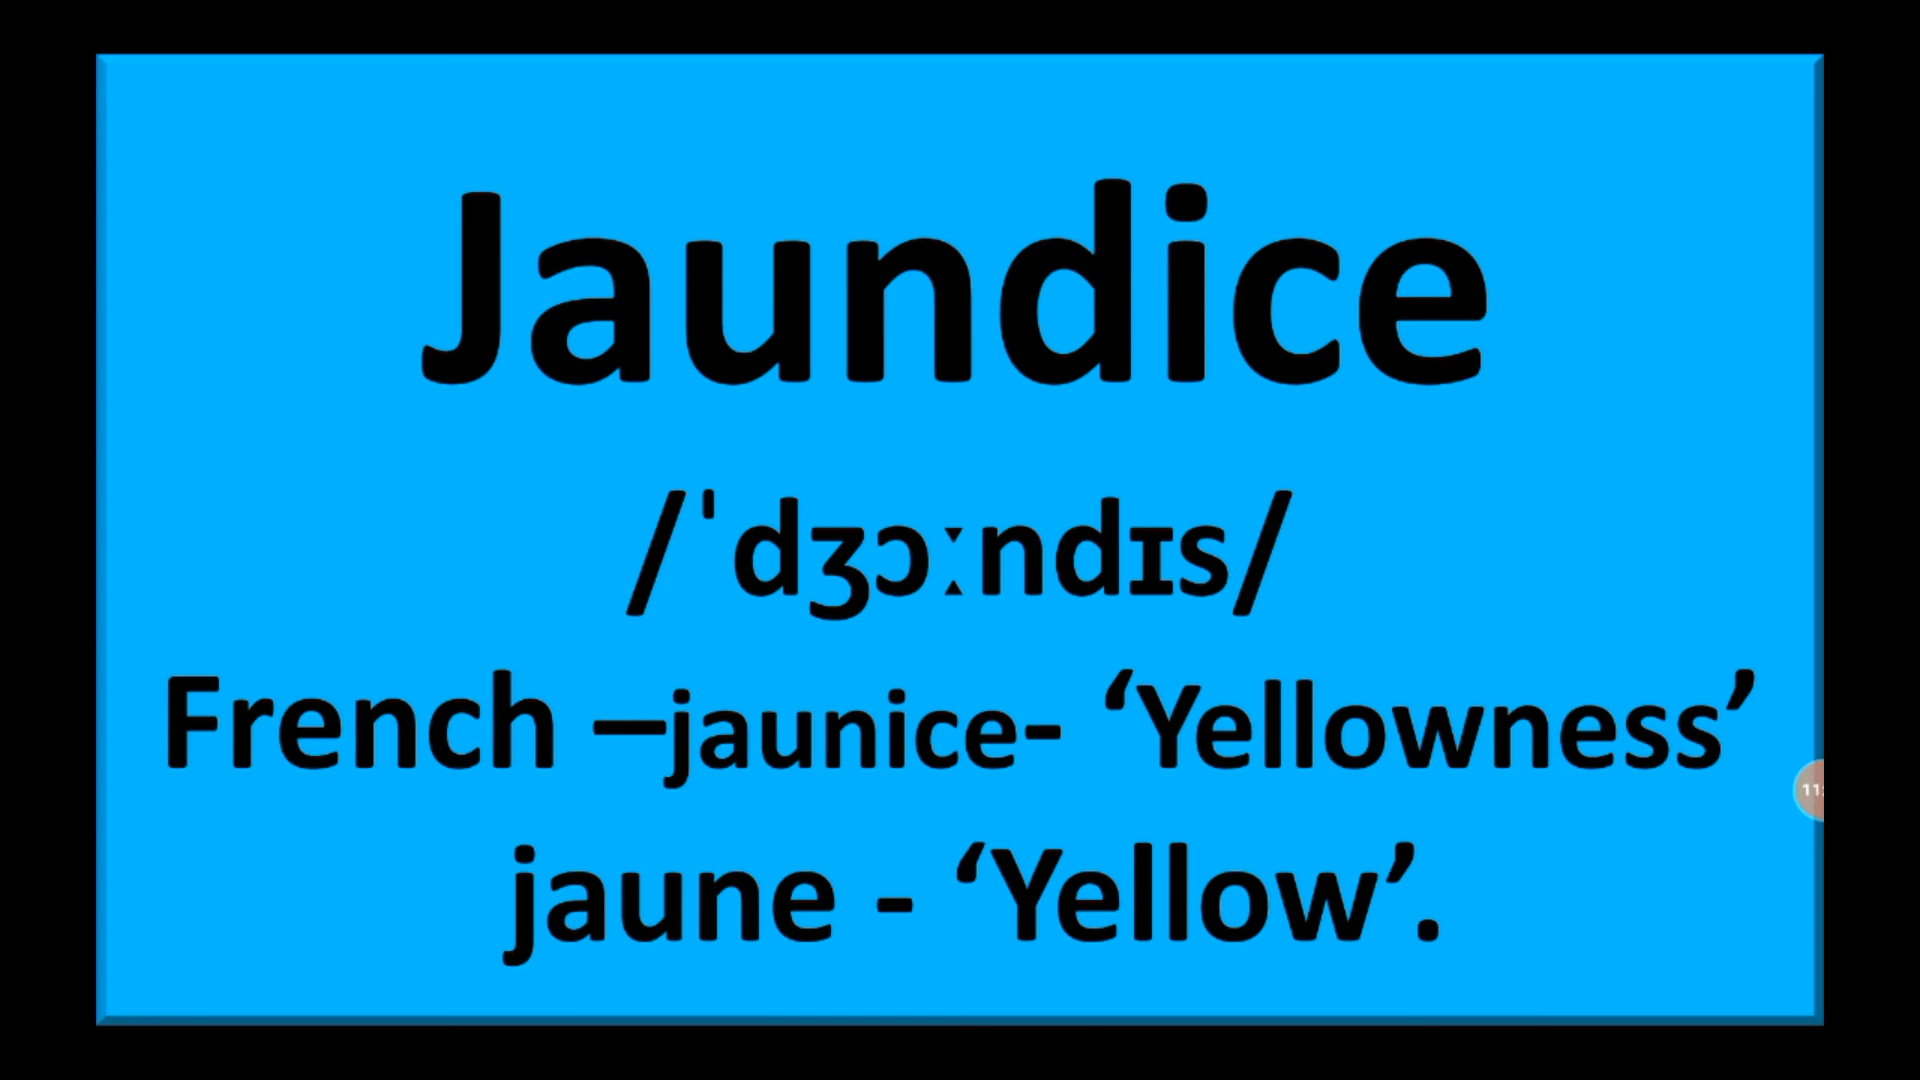 Jaundice
/ˈdʒɔːndɪs/
French –jaunice- ‘Yellowness’
jaune - ‘Yellow’.